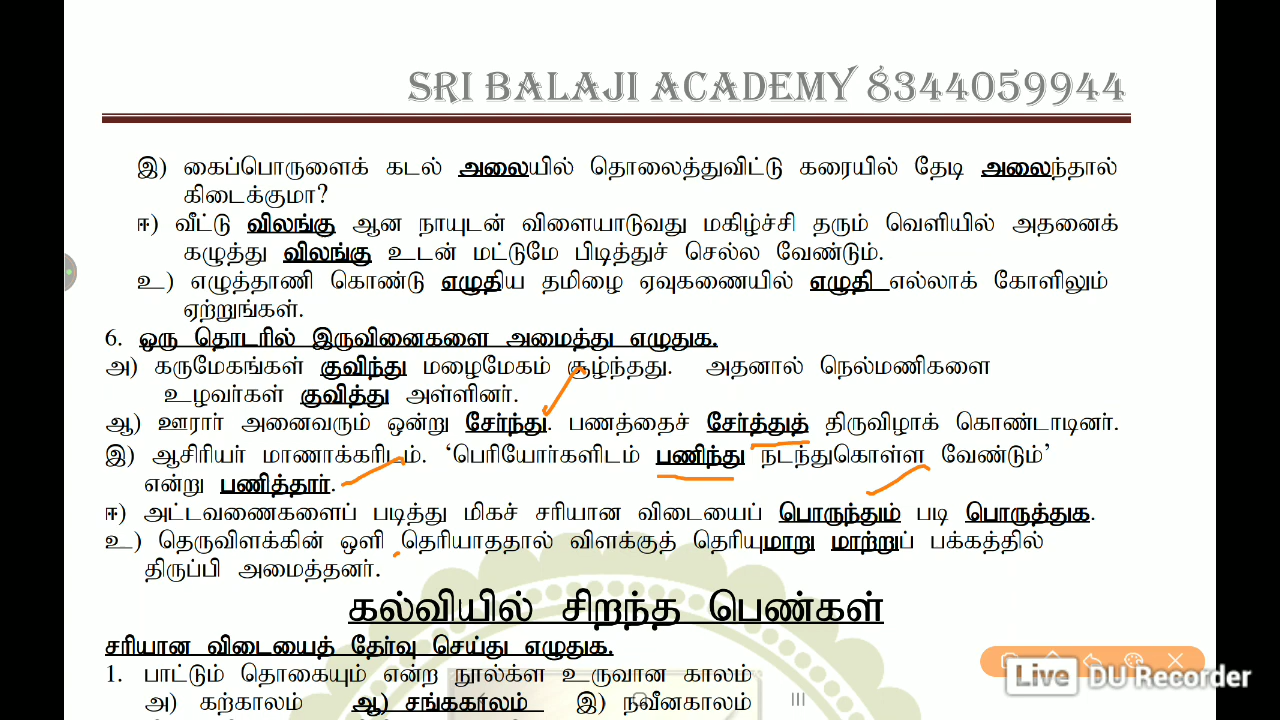 SRI BALAJI ACADEMY 8344059944
இ) கைப்பொருளைக் கடல் அலையில் தொலைத்துவிட்டு கரையில் தேடி அலைந்தால்
கிடைக்குமா?
ஈ) வீட்டு விலங்கு ஆன நாயுடன் விளையாடுவது மகிழ்ச்சி தரும் வெளியில் அதனைக்
கழுத்து விலங்கு உடன் மட்டுமே பிடித்துச் செல்ல வேண்டும்.
உ) எழுத்தாணி கொண்டு எழுதிய தமிழை ஏவுகணையில் எழுதி எல்லாக் கோளிலும்
ஏற்றுங்கள்.
6. ஒரு தொடரில் இருவினைகளை அமைத்து எழுதுக.
அ) கருமேகங்கள் குவிந்து மழைமேகம் சூழ்ந்தது. அதனால் நெல்மணிகளை
உழவர்கள் குவித்து அள்ளினர்.
ஆ) ஊரார் அனைவரும் ஒன்று சேர்ந்து. பணத்தைச் சேர்த்துத் திருவிழாக் கொண்டாடினர்.
இ) ஆசிரியர் மாணாக்கரிடம். ‘பெரியோர்களிடம் பணிந்து நடந்துகொள்ள வேண்டும்’
என்று பணித்தார்.
ஈ) அட்டவணைகளைப் படித்து மிகச் சரியான விடையைப் பொருந்தும் படி பொருத்துக.
உ) தெருவிளக்கின் ஒளி தெரியாததால் விளக்குத் தெரியுமாறு மாற்றுப் பக்கத்தில்
திருப்பி அமைத்தனர்.
கல்வியில் சிறந்த பெண்கள்
சரியான விடையைத் தேர்வு செய்து எழுதுக.
1. பாட்டும் தொகையும் என்ற நூல்கள உருவான காலம்
அ) கற்காலம் ஆ) சங்ககாலம் இ) நவீனகாலம்
Live DU Recorder